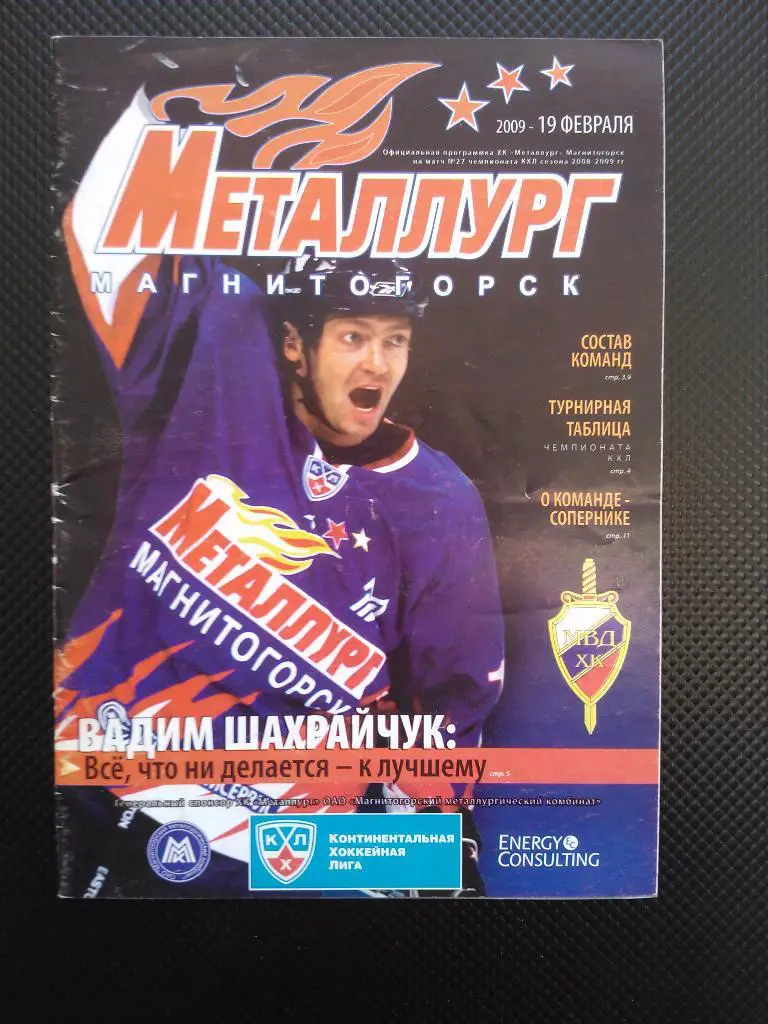 2009 - 19 ФЕВРАЛЯ
Официальная программа ХК «Металлург» Магнитогорск
на матч №27 чемпионата КХЛ сезона 2008-2009 гг
МЕТАЛЛУРГ
МАГНИТОГОРСК
СОСТАВ
КОМАНД
стр. 3,9
ТУРНИРНАЯ
ТАБЛИЦА
ЧЕМПИОНАТА
КХЛ
стр. 4
О КОМАНДЕ-
СОПЕРНИКЕ
стр. 11
КХЛ
МЕТАЛЛУРГ
МАГНИТОГОРСК
МВД
ХК
ВАДИМ ШАХРАЙЧУК:
Всё, что ни делается – к лучшему стр. 5
Генеральный спонсор ХК «Металлург» ОАО «Магнитогорский металлургический комбинат»
КХЛ
КОНТИНЕНТАЛЬНАЯ
ХОККЕЙНАЯ
ЛИГА
ENERGY
CONSULTING